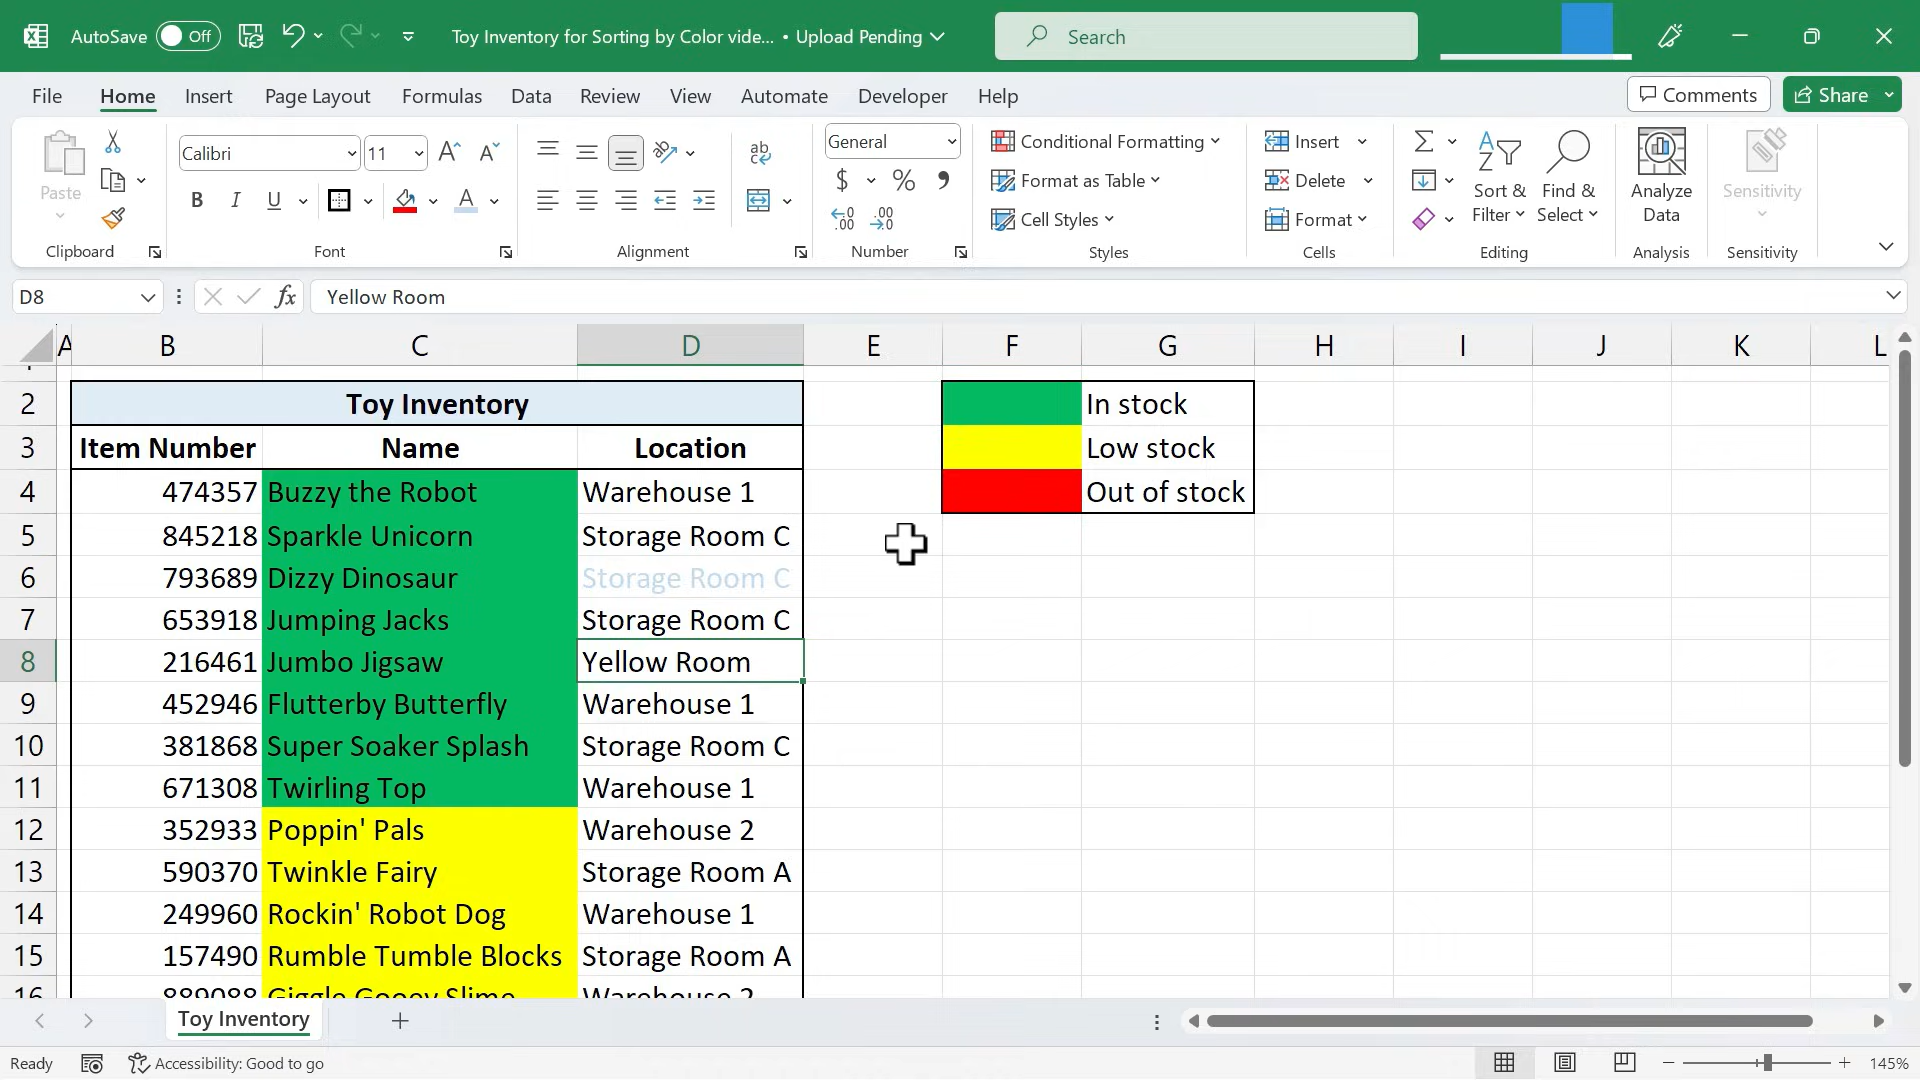 AutoSave Off Toy Inventory for Sorting by Color vide... • Upload Pending Search
File Home Insert Page Layout Formulas Data Review View Automate Developer Help Comments Share
Calibri 11 General Conditional Formatting Insert
Format as Table Delete
Paste Sort & Find & Analyze Sensitivity
B I U A $ % Cell Styles Format Filter Select Data
Clipboard Font Alignment Number Styles Cells Editing Analysis Sensitivity
D8 fx Yellow Room
A B C D E F G H I J K L
2 Toy Inventory In stock
3 Item Number Name Location Low stock
4 474357 Buzzy the Robot Warehouse 1 Out of stock
5 845218 Sparkle Unicorn Storage Room C
6 793689 Dizzy Dinosaur Storage Room C
7 653918 Jumping Jacks Storage Room C
8 216461 Jumbo Jigsaw Yellow Room
9 452946 Flutterby Butterfly Warehouse 1
10 381868 Super Soaker Splash Storage Room C
11 671308 Twirling Top Warehouse 1
12 352933 Poppin' Pals Warehouse 2
13 590370 Twinkle Fairy Storage Room A
14 249960 Rockin' Robot Dog Warehouse 1
15 157490 Rumble Tumble Blocks Storage Room A
16 889088 Giggle Gooey Slime Warehouse 2
Toy Inventory
Ready Accessibility: Good to go 145%